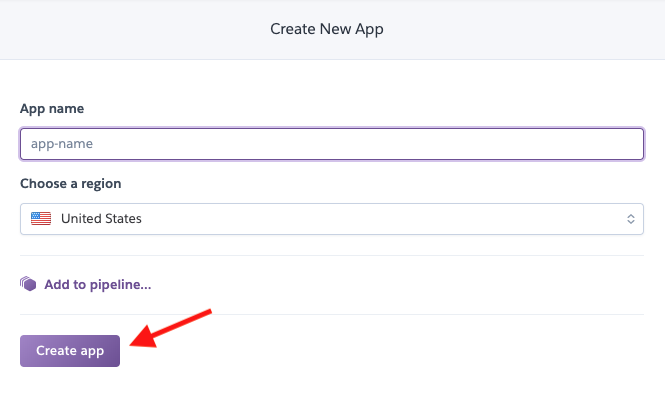 Create New App
App name
app-name
Choose a region
United States
Add to pipeline...
Create app